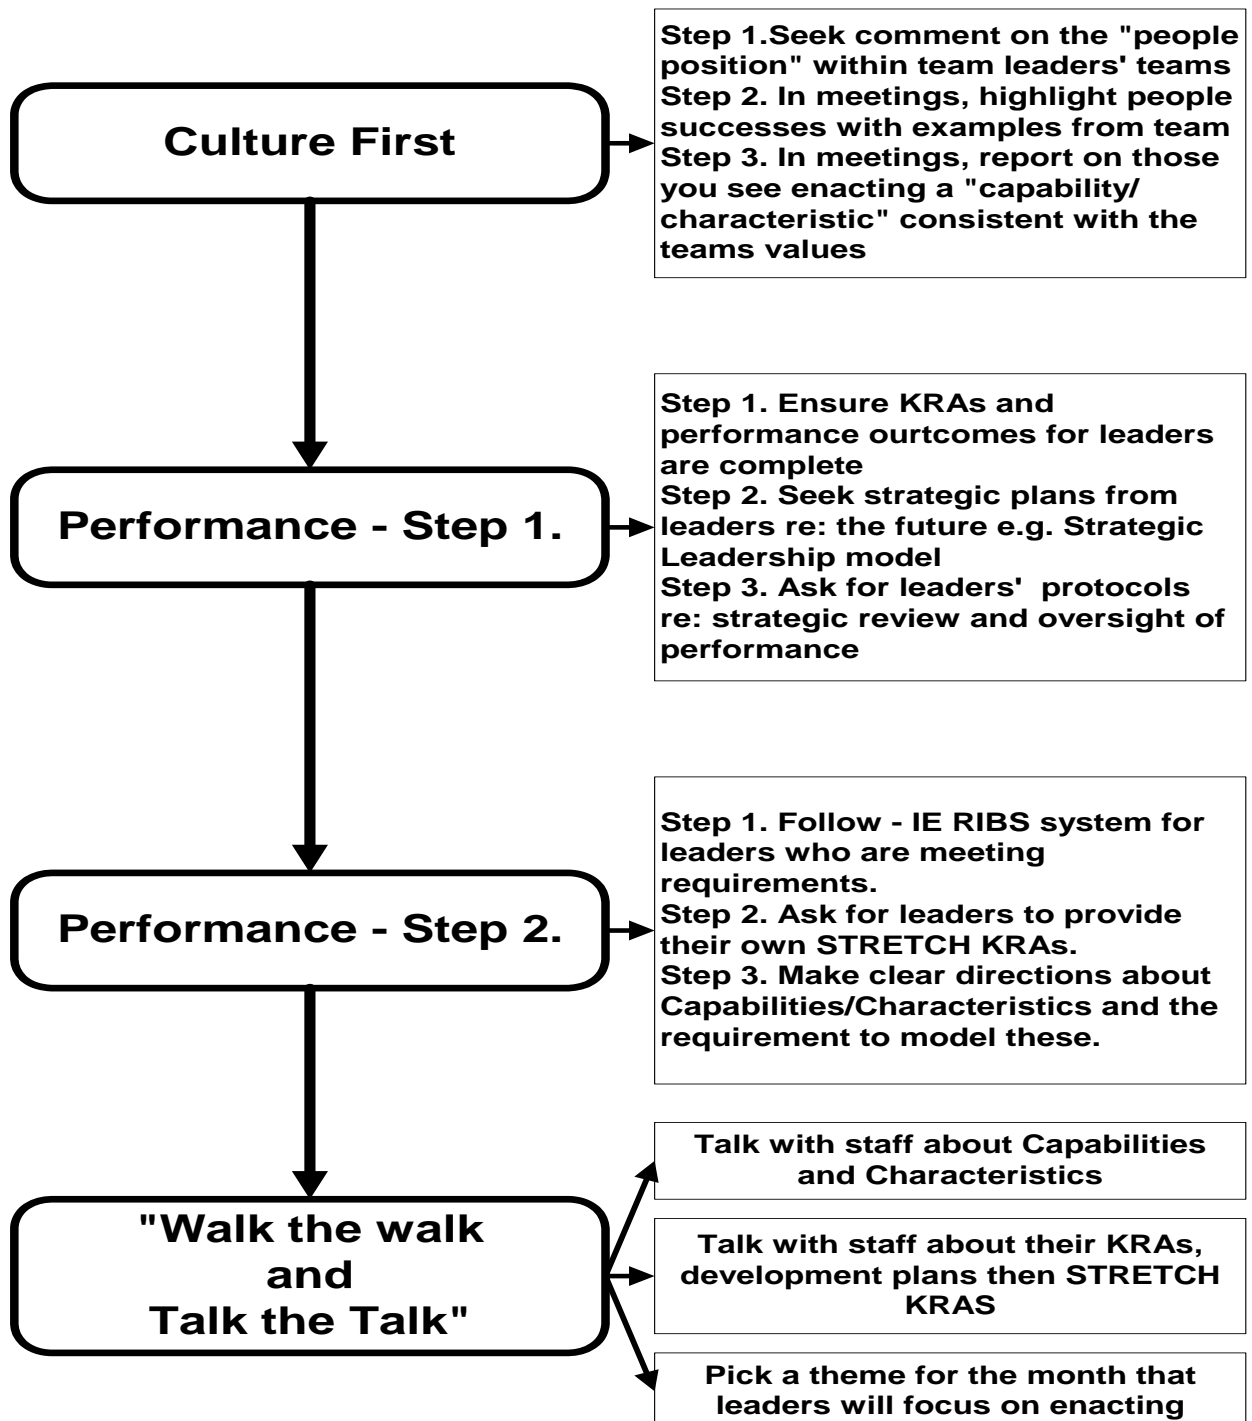 Culture First
Step 1.Seek comment on the "people
position" within team leaders' teams
Step 2. In meetings, highlight people
successes with examples from team
Step 3. In meetings, report on those
you see enacting a "capability/
characteristic" consistent with the
teams values
Performance - Step 1.
Step 1. Ensure KRAs and
performance ourtcomes for leaders
are complete
Step 2. Seek strategic plans from
leaders re: the future e.g. Strategic
Leadership model
Step 3. Ask for leaders' protocols
re: strategic review and oversight of
performance
Performance - Step 2.
Step 1. Follow - IE RIBS system for
leaders who are meeting
requirements.
Step 2. Ask for leaders to provide
their own STRETCH KRAs.
Step 3. Make clear directions about
Capabilities/Characteristics and the
requirement to model these.
"Walk the walk
and
Talk the Talk"
Talk with staff about Capabilities
and Characteristics
Talk with staff about their KRAs,
development plans then STRETCH
KRAS
Pick a theme for the month that
leaders will focus on enacting